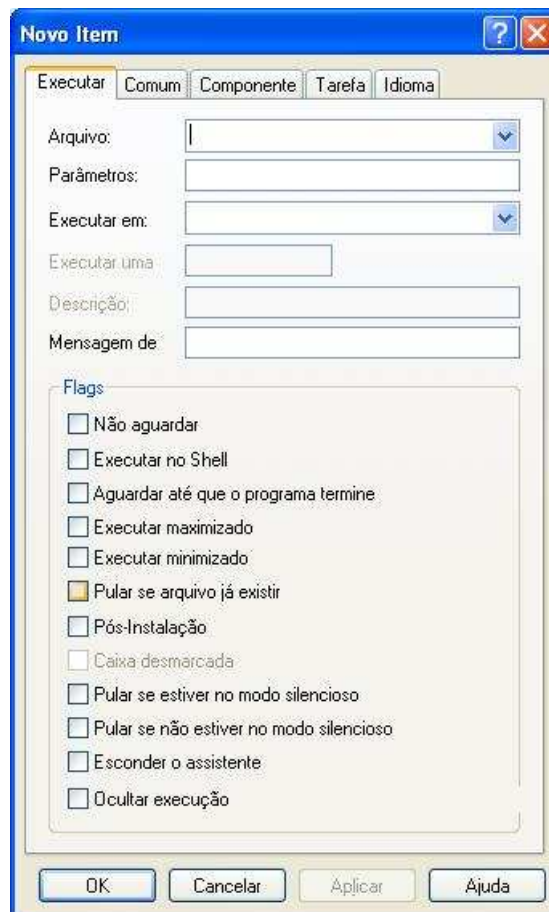 Novo Item
Executar Comum Componente Tarefa Idioma
Arquivo:
Parâmetros:
Executar em:
Executar uma
Descrição:
Mensagem de
Flags
Não aguardar
Executar no Shell
Aguardar até que o programa termine
Executar maximizado
Executar minimizado
Pular se arquivo já existir
Pós-Instalação
Caixa desmarcada
Pular se estiver no modo silencioso
Pular se não estiver no modo silencioso
Esconder o assistente
Ocultar execução
OK Cancelar Aplicar Ajuda